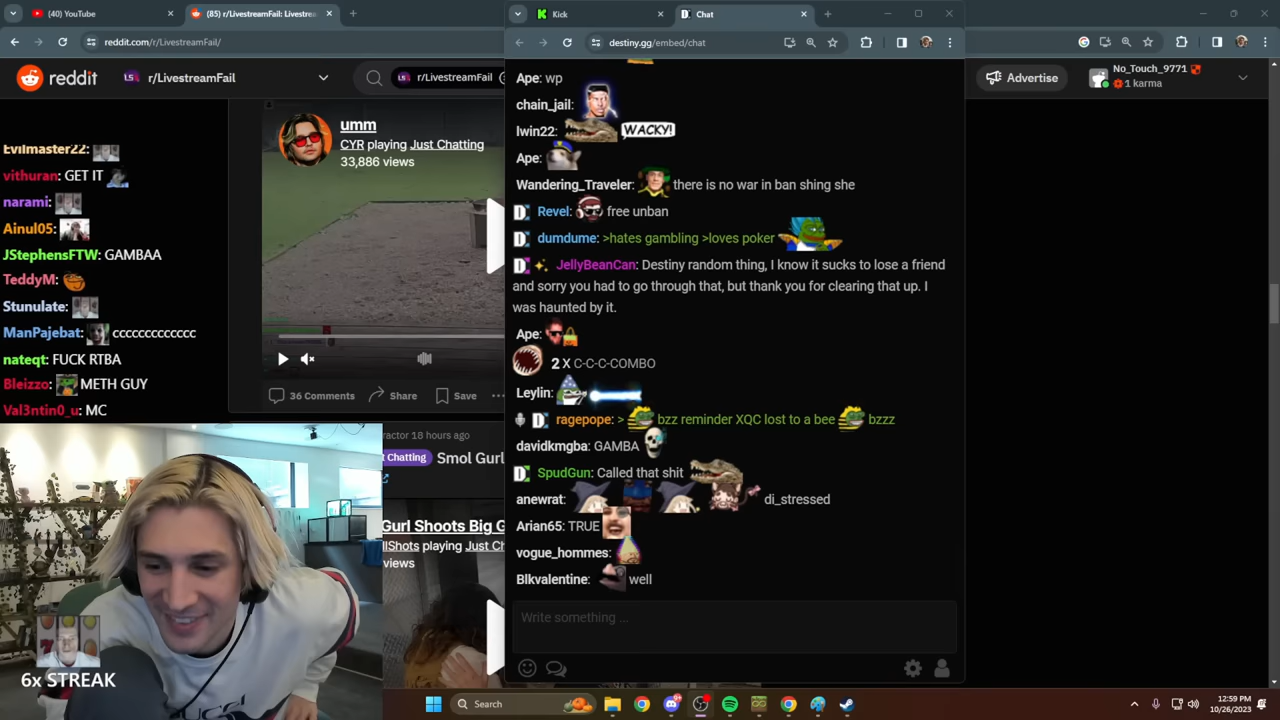 (40) YouTube
(85) r/LivestreamFail: Livestrea
Kick
Chat
reddit.com/r/LivestreamFail/
destiny.gg/embed/chat
reddit
r/LivestreamFail
r/LivestreamFail
Advertise
No_Touch_9771
1 karma
Evilmaster22:
vithuran: GET IT
narami:
Ainul05:
JStephensFTW: GAMBAA
TeddyM:
Stunulate:
ManPajebat: ccccccccccccc
nateqt: FUCK RTBA
Bleizzo: METH GUY
Val3ntin0_u: MC
umm
CYR playing Just Chatting
33,886 views
36 Comments
Share
Save
ractor 18 hours ago
t Chatting
Smol Gurl
Gurl Shoots Big G
llShots playing Just Ch
views
Ape: wp
chain_jail:
lwin22: WACKY!
Ape:
Wandering_Traveler: there is no war in ban shing she
Revel: free unban
dumdume: >hates gambling >loves poker
JellyBeanCan: Destiny random thing, I know it sucks to lose a friend
and sorry you had to go through that, but thank you for clearing that up. I
was haunted by it.
Ape:
2 X C-C-C-COMBO
Leylin:
ragepope: > bzz reminder XQC lost to a bee bzzz
davidkmgba: GAMBA
SpudGun: Called that shit
anewrat: di_stressed
Arian65: TRUE
vogue_hommes:
Blkvalentine: well
Write something ...
6x STREAK
Search
12:59 PM
10/26/2023